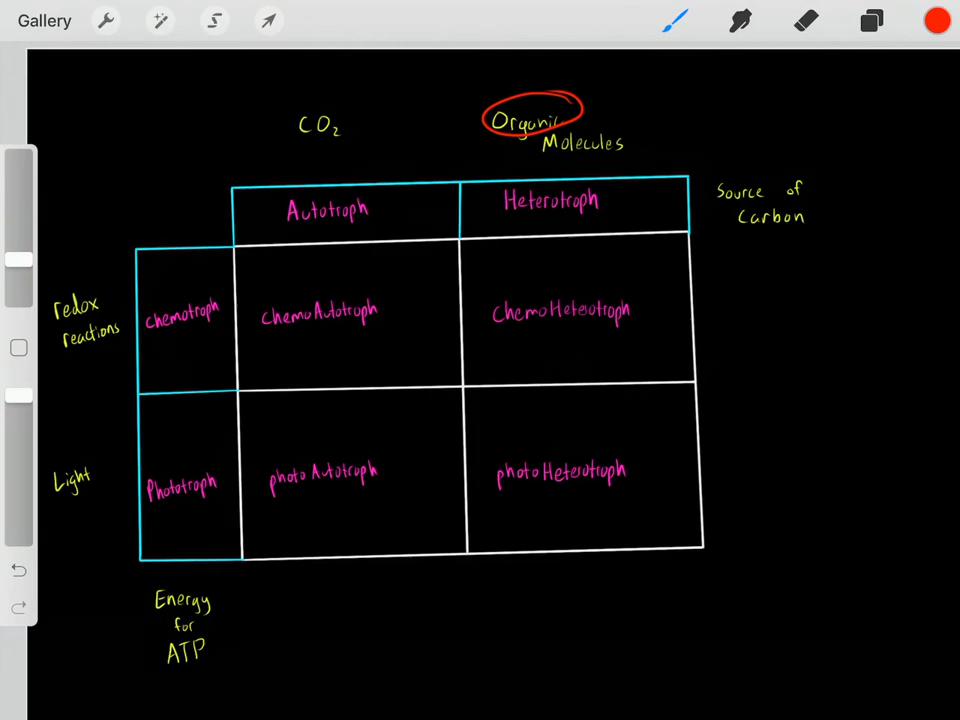 Gallery
CO2
Organic
Molecules
Source of
Carbon
Autotroph
Heterotroph
redox
reactions
chemotroph
chemoAutotroph
chemoHeterotroph
Light
Phototroph
photoAutotroph
photoHeterotroph
Energy
for
ATP